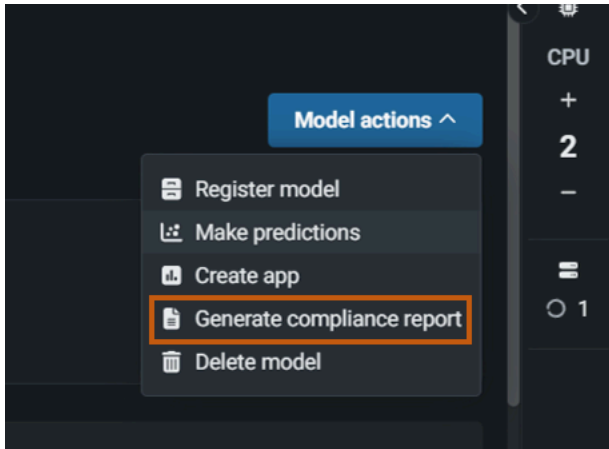 CPU
Model actions
+
2
Register model
−
Make predictions
Create app
Generate compliance report
1
Delete model